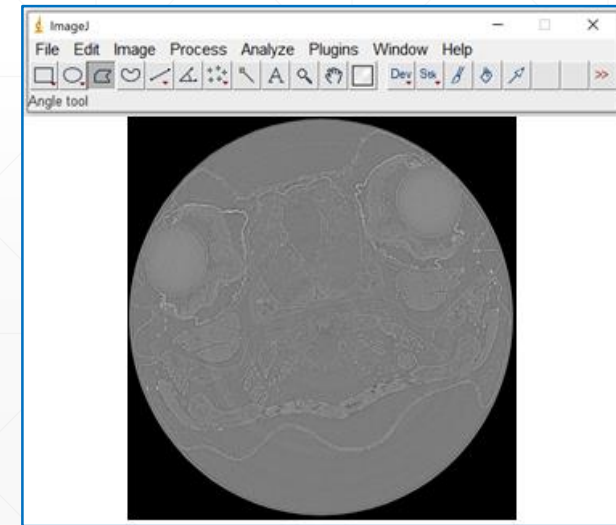 ImageJ
File Edit Image Process Analyze Plugins Window Help
A Dev Stk >>
Angle tool